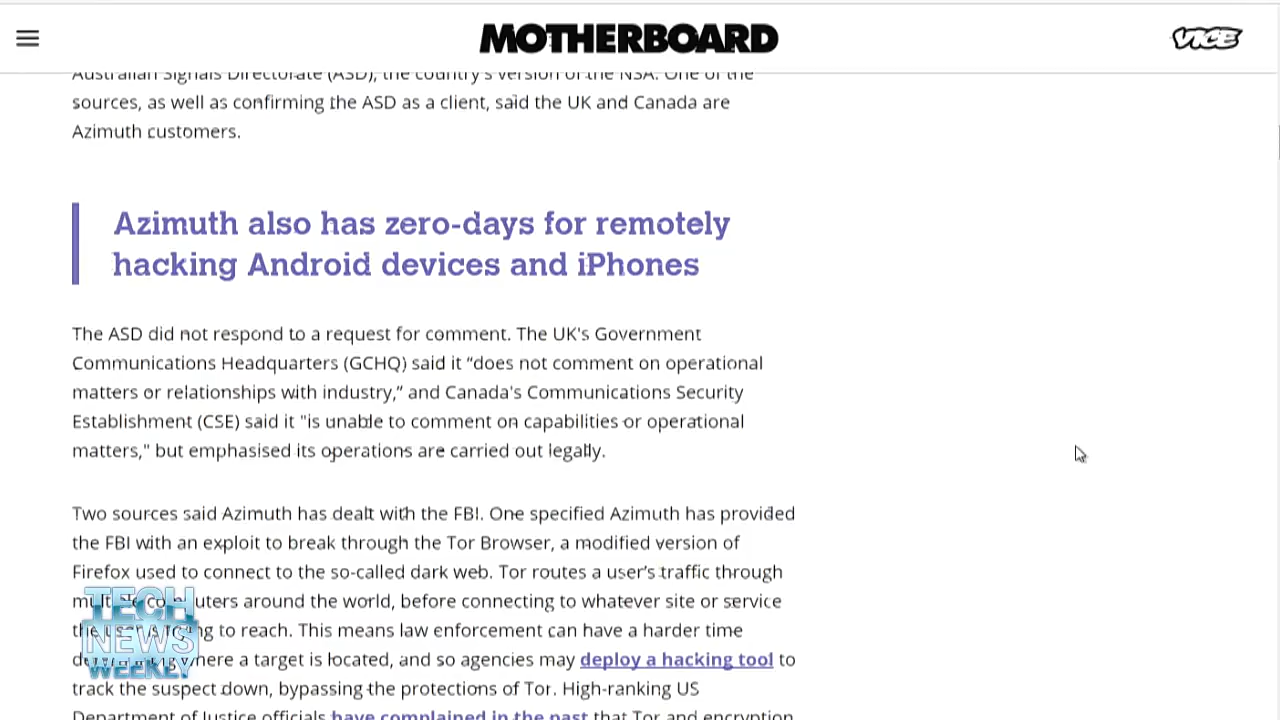 MOTHERBOARD
VICE
Australian Signals Directorate (ASD), the country's version of the NSA. One of the
sources, as well as confirming the ASD as a client, said the UK and Canada are
Azimuth customers.
Azimuth also has zero-days for remotely
hacking Android devices and iPhones
The ASD did not respond to a request for comment. The UK's Government
Communications Headquarters (GCHQ) said it “does not comment on operational
matters or relationships with industry,” and Canada's Communications Security
Establishment (CSE) said it "is unable to comment on capabilities or operational
matters," but emphasised its operations are carried out legally.
Two sources said Azimuth has dealt with the FBI. One specified Azimuth has provided
the FBI with an exploit to break through the Tor Browser, a modified version of
Firefox used to connect to the so-called dark web. Tor routes a user's traffic through
multiple computers around the world, before connecting to whatever site or service
the user is trying to reach. This means law enforcement can have a harder time
determining where a target is located, and so agencies may deploy a hacking tool to
track the suspect down, bypassing the protections of Tor. High-ranking US
Department of Justice officials have complained in the past that Tor and encryption
TECH
NEWS
WEEKLY